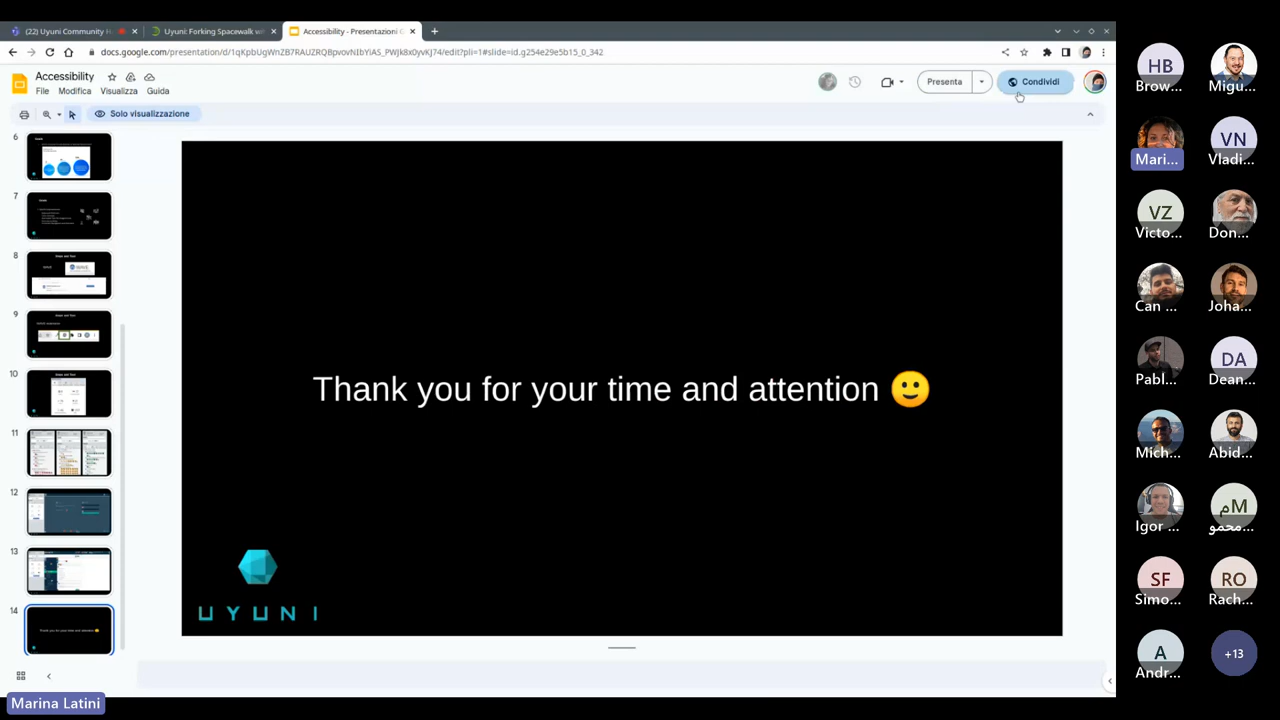 (22) Uyuni Community H
Uyuni: Forking Spacewalk wi
Accessibility - Presentazioni G
docs.google.com/presentation/d/1qKpbUgWnZB7RAUZRQBpvovNIbYiAS_PWJk8x0yvKJ74/edit?pli=1#slide=id.g254e29e5b15_0_342
Accessibility
File Modifica Visualizza Guida
Presenta
Condividi
Solo visualizzazione
6
7
8
9
10
11
12
13
14
Thank you for your time and attention 🙂
UYUNI
Marina Latini
HB
Brow...
Migu...
Mari...
VN
Vladi...
VZ
Victo...
Don...
Can ...
Joha...
Pabl...
DA
Dean...
Mich...
Abid...
Igor ...
م
محمو...
SF
Simo...
RO
Rach...
A
Andr...
+13